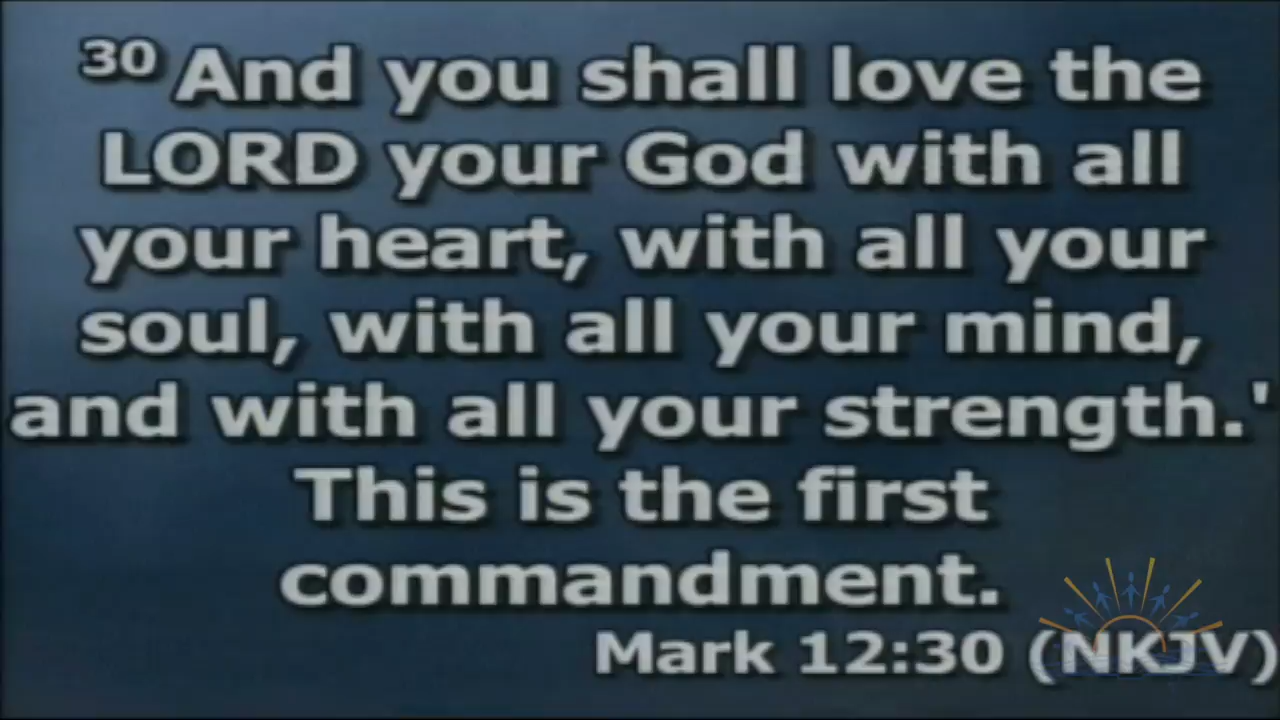 30 And you shall love the
LORD your God with all
your heart, with all your
soul, with all your mind,
and with all your strength.'
This is the first
commandment.
Mark 12:30 (NKJV)